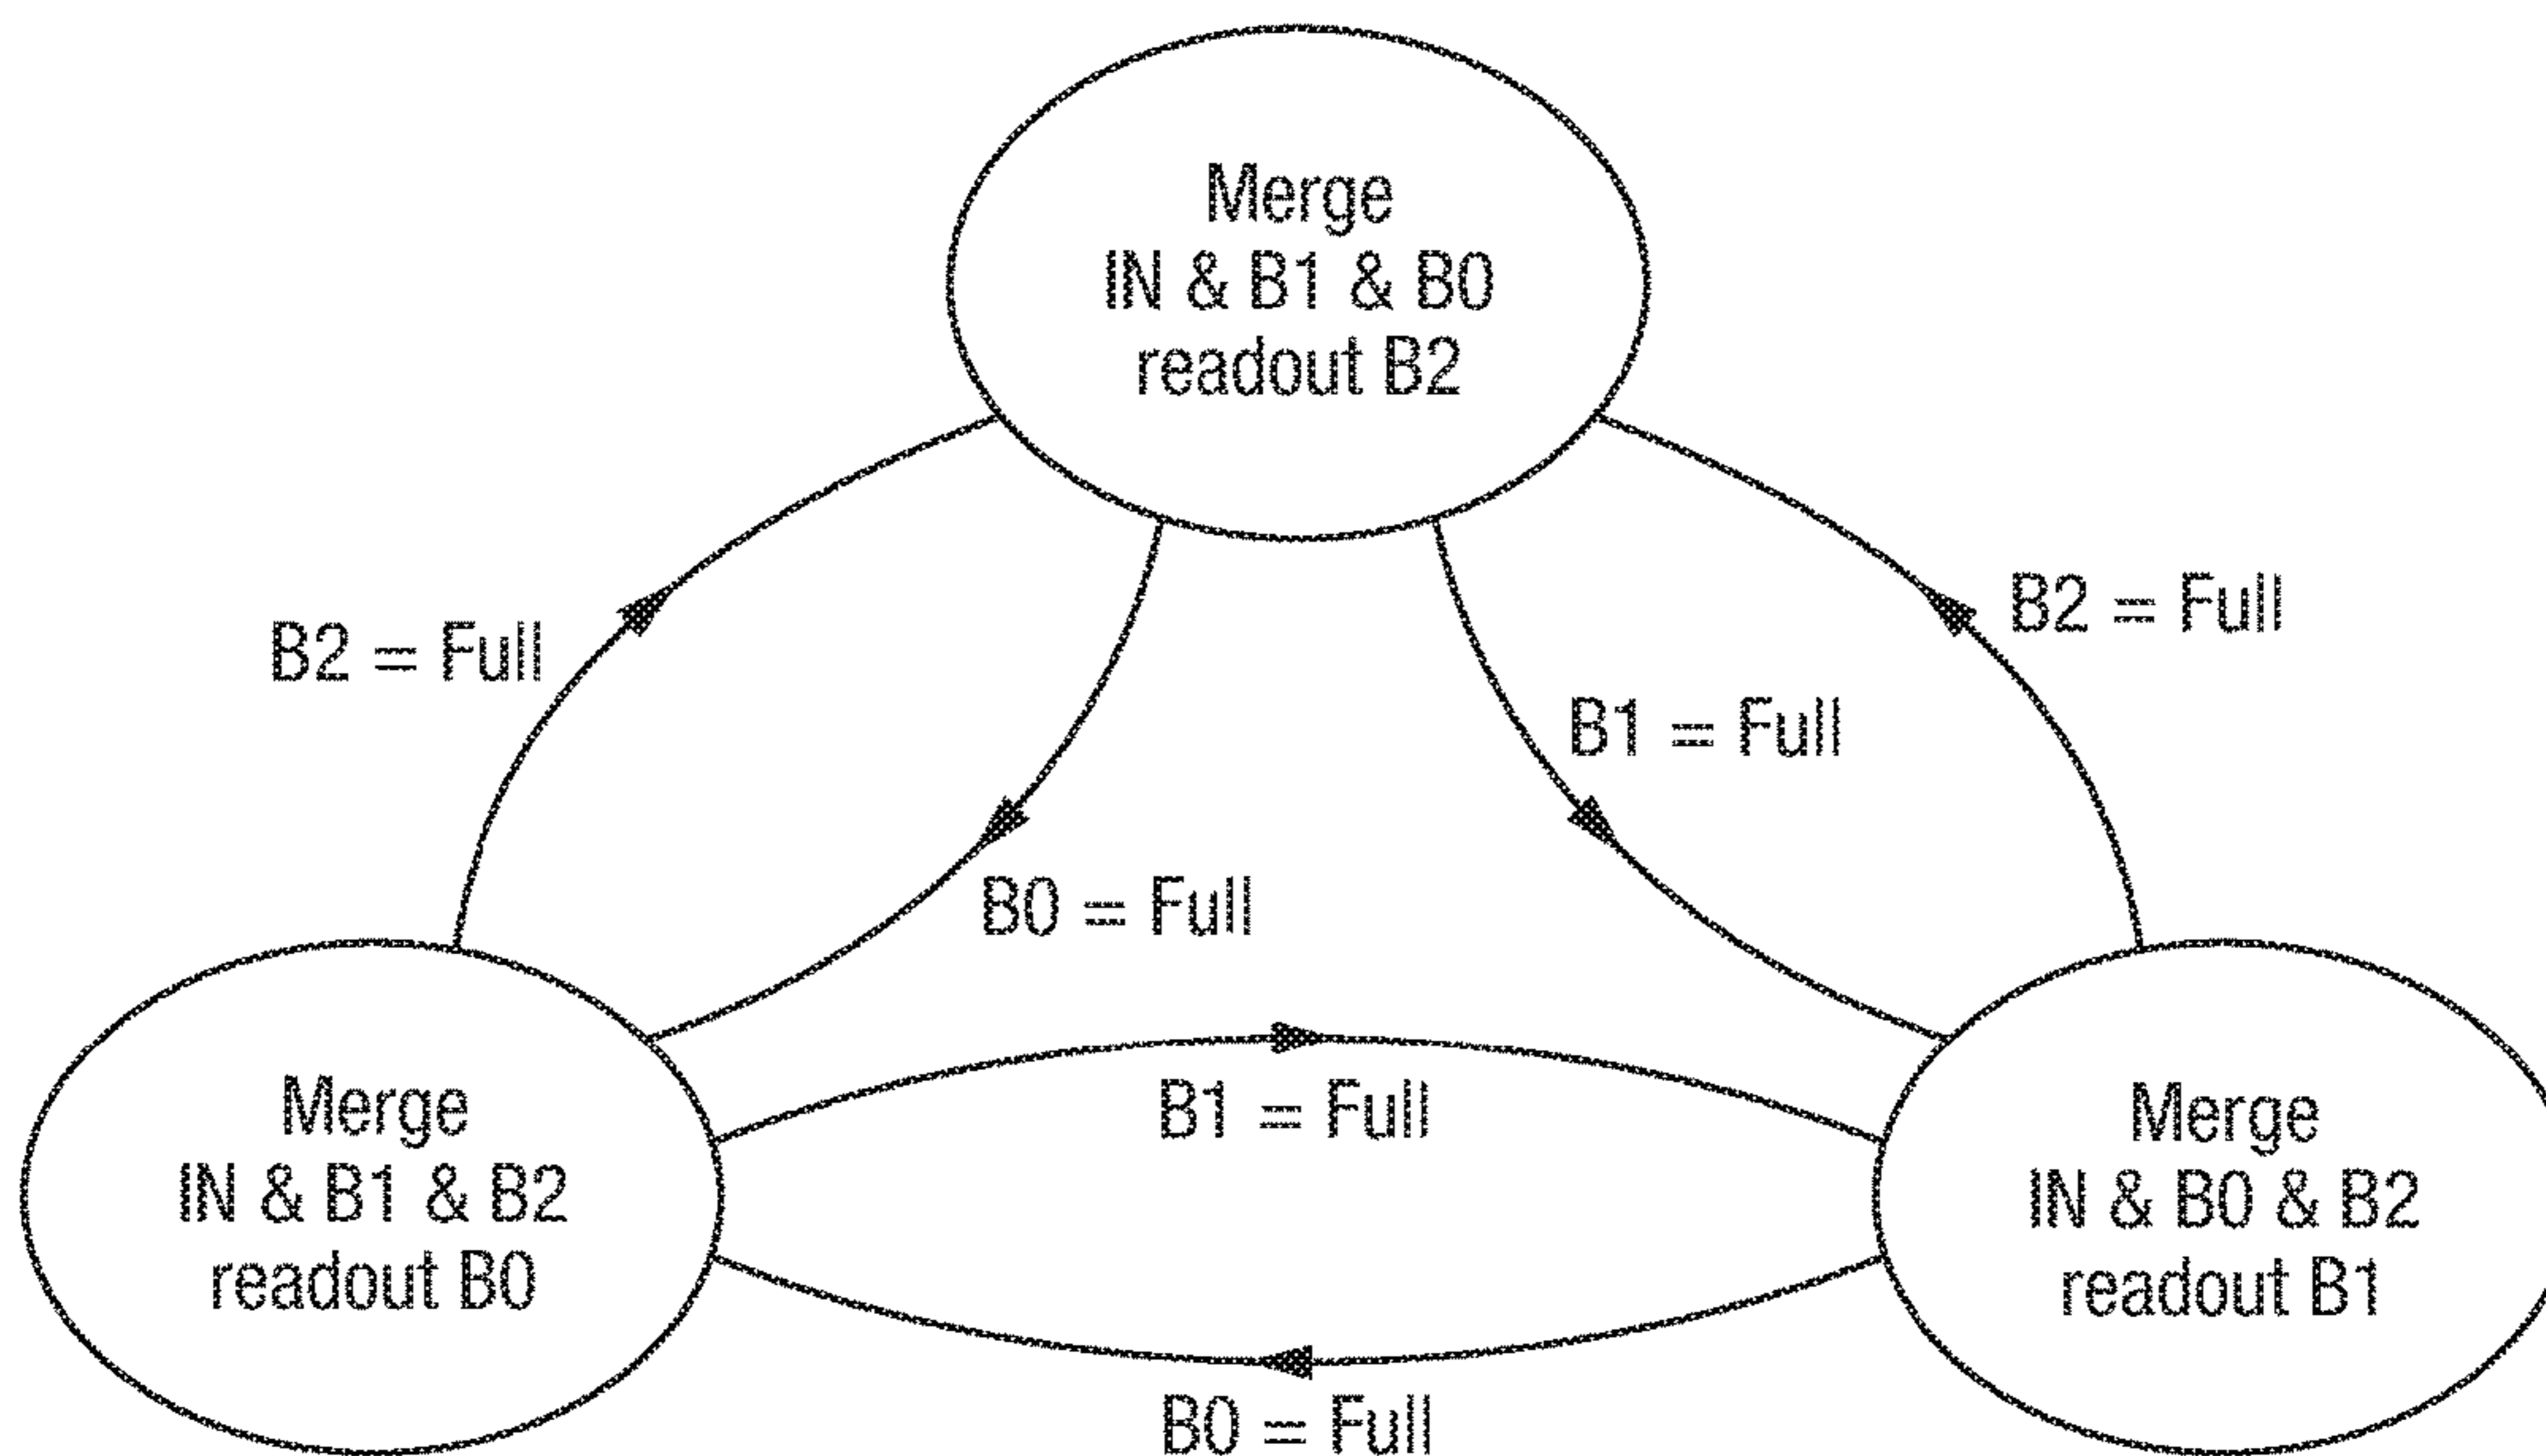 Merge
IN & B1 & B0
readout B2
B2 = Full
B2 = Full
B1 = Full
B0 = Full
Merge
IN & B1 & B2
readout B0
B1 = Full
Merge
IN & B0 & B2
readout B1
B0 = Full